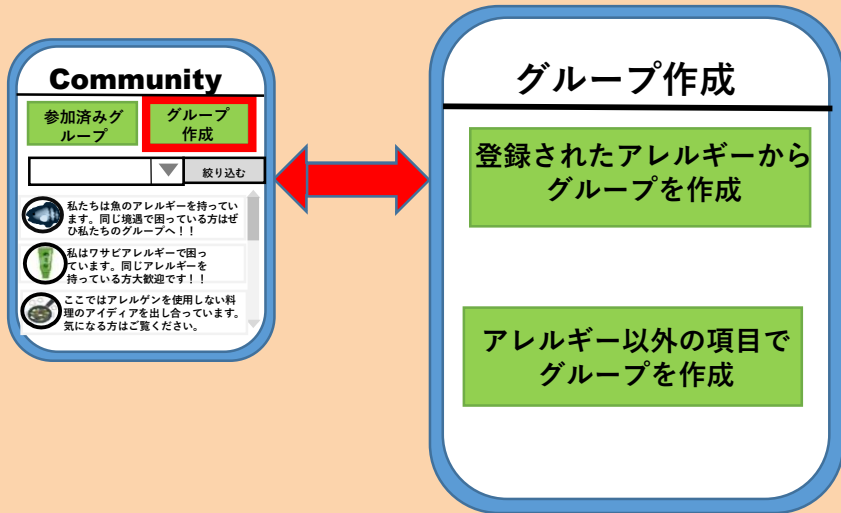 Community
参加済みグ
ループ
グループ
作成
絞り込む
私たちは魚のアレルギーを持ってい
ます。同じ境遇で困っている方はぜ
ひ私たちのグループへ！！
私はワサビアレルギーで困っ
ています。同じアレルギーを
持っている方大歓迎です！！
ここではアレルゲンを使用しない料
理のアイディアを出し合っています。
気になる方はご覧ください。
グループ作成
登録されたアレルギーから
グループを作成
アレルギー以外の項目で
グループを作成